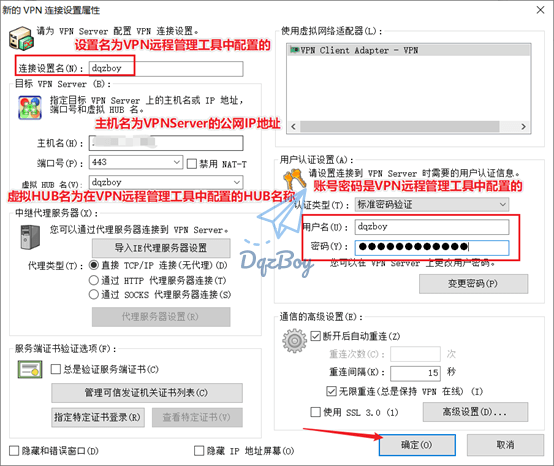 新的 VPN 连接设置属性
请为 VPN Server 配置 VPN 连接设置。
设置名为VPN远程管理工具中配置的
连接设置名(N):
dqzboy
目标 VPN Server (B):
指定目标 VPN Server 上的主机名或 IP 地址,
端口号和虚拟 HUB 名。
主机名为VPNServer的公网IP地址
主机名(H):
端口号(P):
443
禁用 NAT-T
虚拟 HUB 名(V):
dqzboy
虚拟HUB名为在VPN远程管理工具中配置的HUB名称
中继代理服务器(X):
您可以通过代理服务器连接到 VPN Server。
导入IE代理服务器设置
代理类型(T):
直接 TCP/IP 连接(无代理)(D)
通过 HTTP 代理服务器连接(T)
通过 SOCKS 代理服务器连接(S)
代理服务器设置(R)
服务端证书验证选项(F):
总是验证服务端证书(C)
管理可信发证机关证书列表(C)
指定特定证书登录(R)
查看特定证书(V)
隐藏和错误窗口(D)
隐藏 IP 地址屏幕(O)
使用虚拟网络适配器(L):
VPN Client Adapter - VPN
用户认证设置(A):
请设置连接到 VPN Server 时需要的用户认证信息。
账号密码是VPN远程管理工具中配置的
认证类型(T):
标准密码验证
用户名(D):
dqzboy
密码(Y):
●●●●●●●●●●●●
您可以在 VPN Server 上更改用户密码。
变更密码(P)
DqzBoy
通信的高级设置(E):
断开后自动重连(Z)
重连次数(C):
次
重连间隔(K):
15
秒
无限重连(总是保持 VPN 在线) (I)
使用 SSL 3.0 (1)
高级设置(D)...
确定(O)
取消